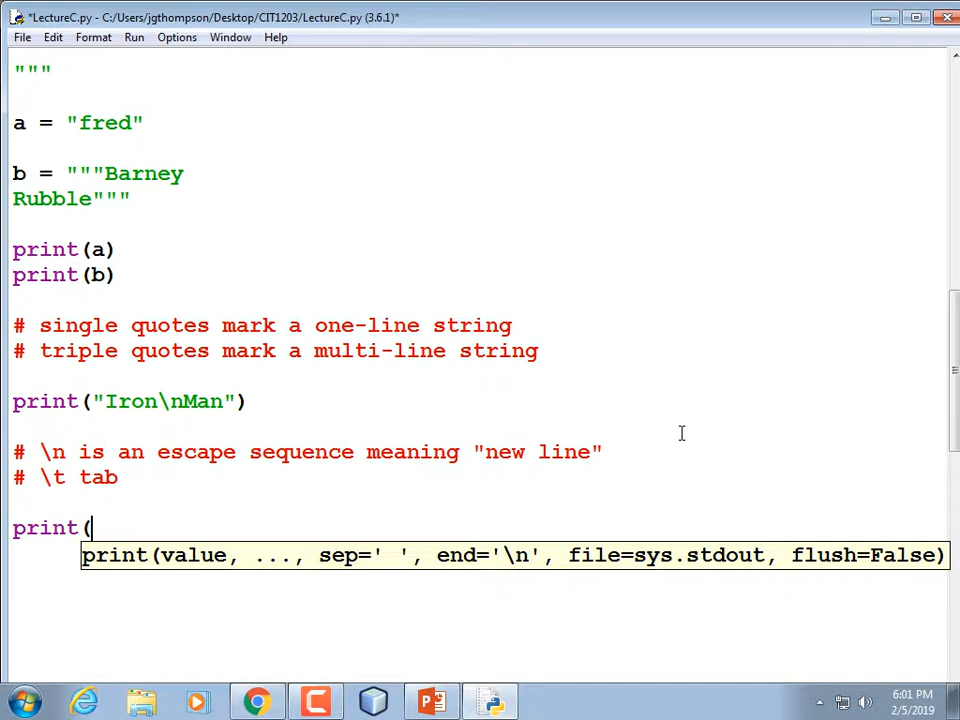 *LectureC.py - C:/Users/jgthompson/Desktop/CIT1203/LectureC.py (3.6.1)*
File Edit Format Run Options Window Help
"""
a = "fred"
b = """Barney
Rubble"""
print(a)
print(b)
# single quotes mark a one-line string
# triple quotes mark a multi-line string
print("Iron\nMan")
# \n is an escape sequence meaning "new line"
# \t tab
print(
print(value, ..., sep=' ', end='\n', file=sys.stdout, flush=False)
6:01 PM
2/5/2019